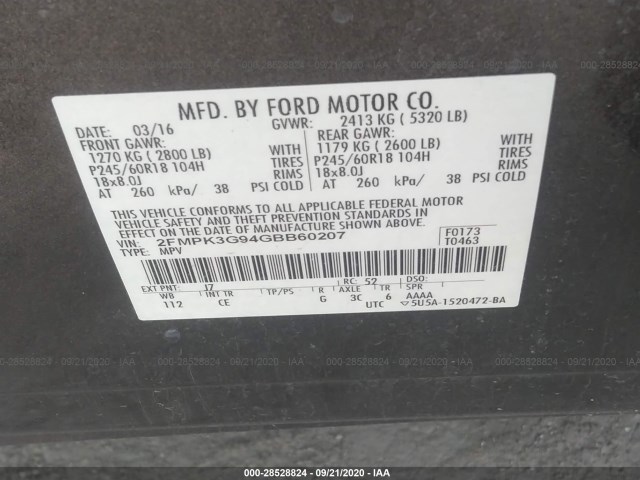 MFD. BY FORD MOTOR CO.
DATE: 03/16 GVWR: 2413 KG ( 5320 LB)
FRONT GAWR: REAR GAWR:
1270 KG ( 2800 LB) WITH 1179 KG ( 2600 LB) WITH
P245/60R18 104H TIRES P245/60R18 104H TIRES
18x8.0J RIMS 18x8.0J RIMS
AT 260 kPa/ 38 PSI COLD AT 260 kPa/ 38 PSI COLD
THIS VEHICLE CONFORMS TO ALL APPLICABLE FEDERAL MOTOR
VEHICLE SAFETY AND THEFT PREVENTION STANDARDS IN
EFFECT ON THE DATE OF MANUFACTURE SHOWN ABOVE.
VIN: 2FMPK3G94GBB60207 F0173
TYPE: MPV T0463
EXT PNT: J7 RC: 52 DSO:
WB INT TR TP/PS R AXLE TR SPR
112 CE G 3C 6 AAAA
UTC 5U5A-1520472-BA
000-28528824 - 09/21/2020 - IAA